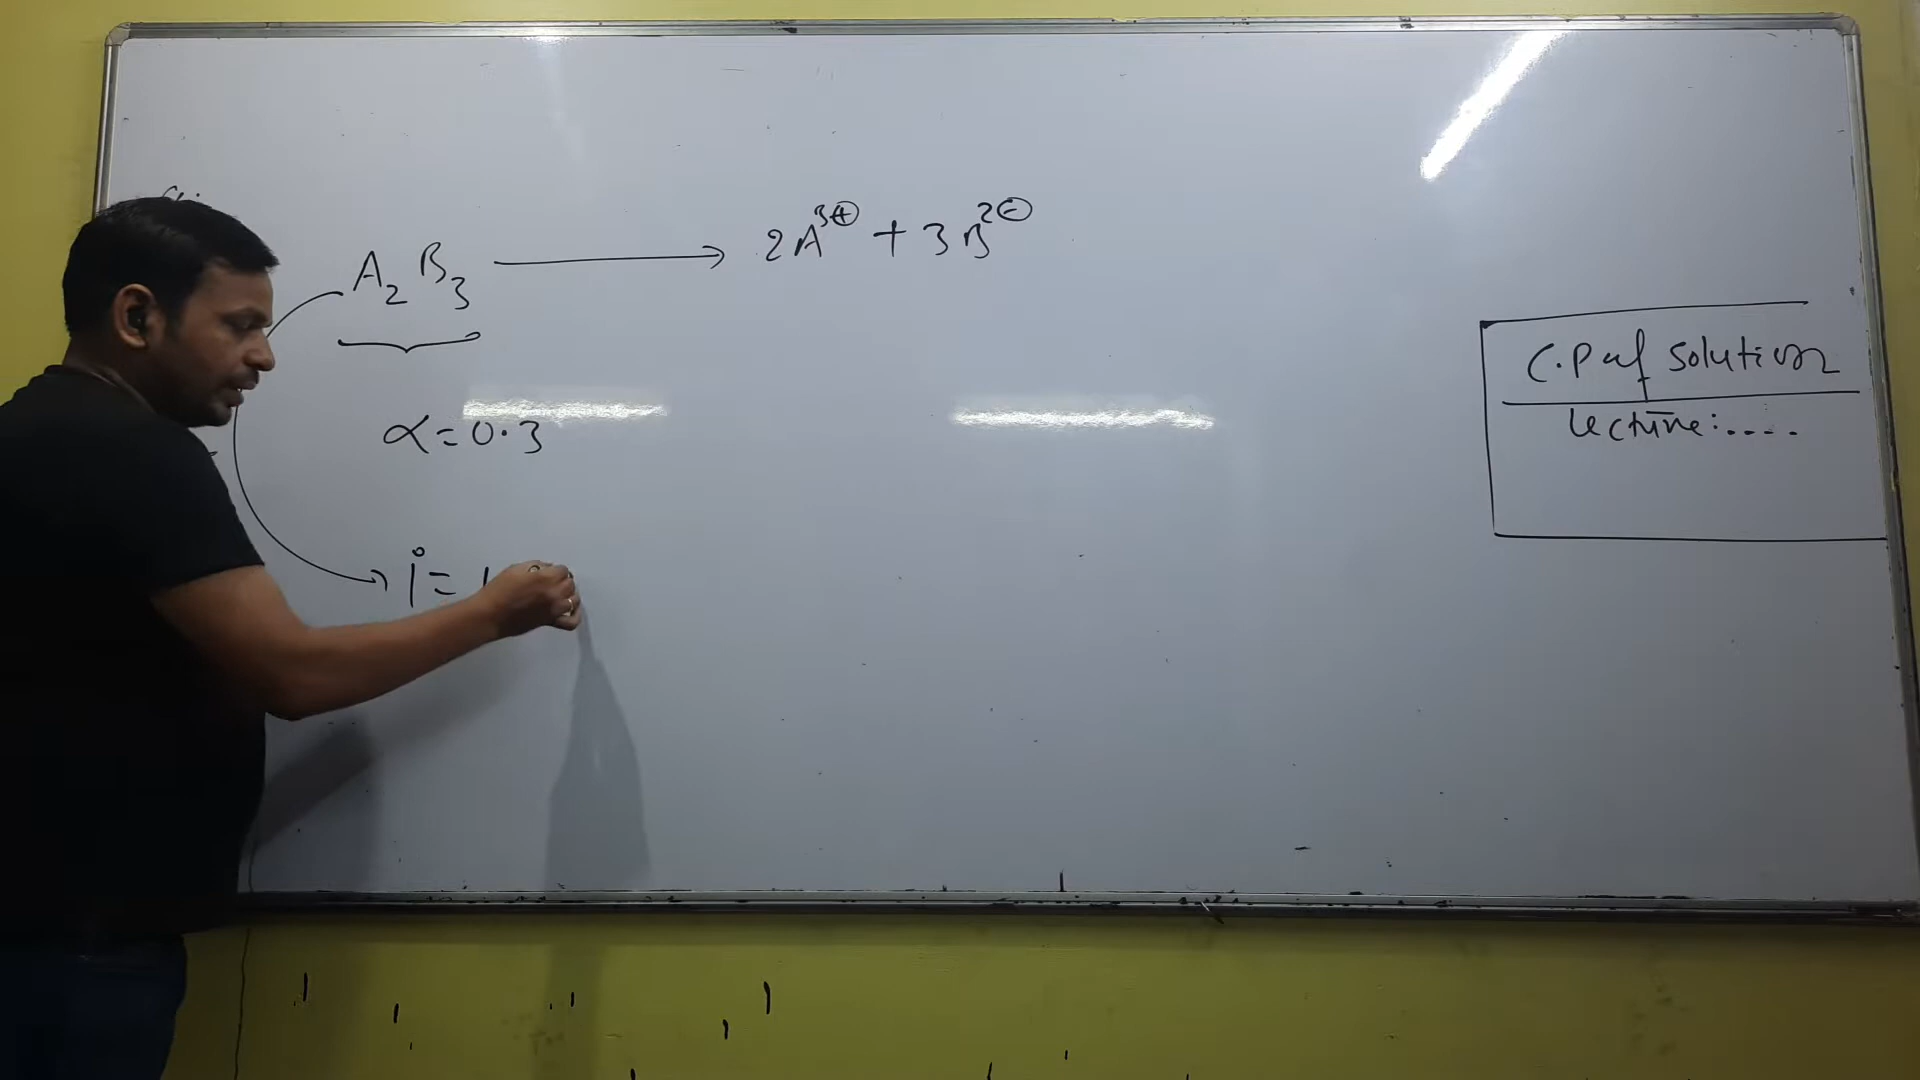 A₂B₃ ⟶ 2A³⊕ + 3B²⊖
α = 0.3
i = 1
C.P of solution
lecture:....